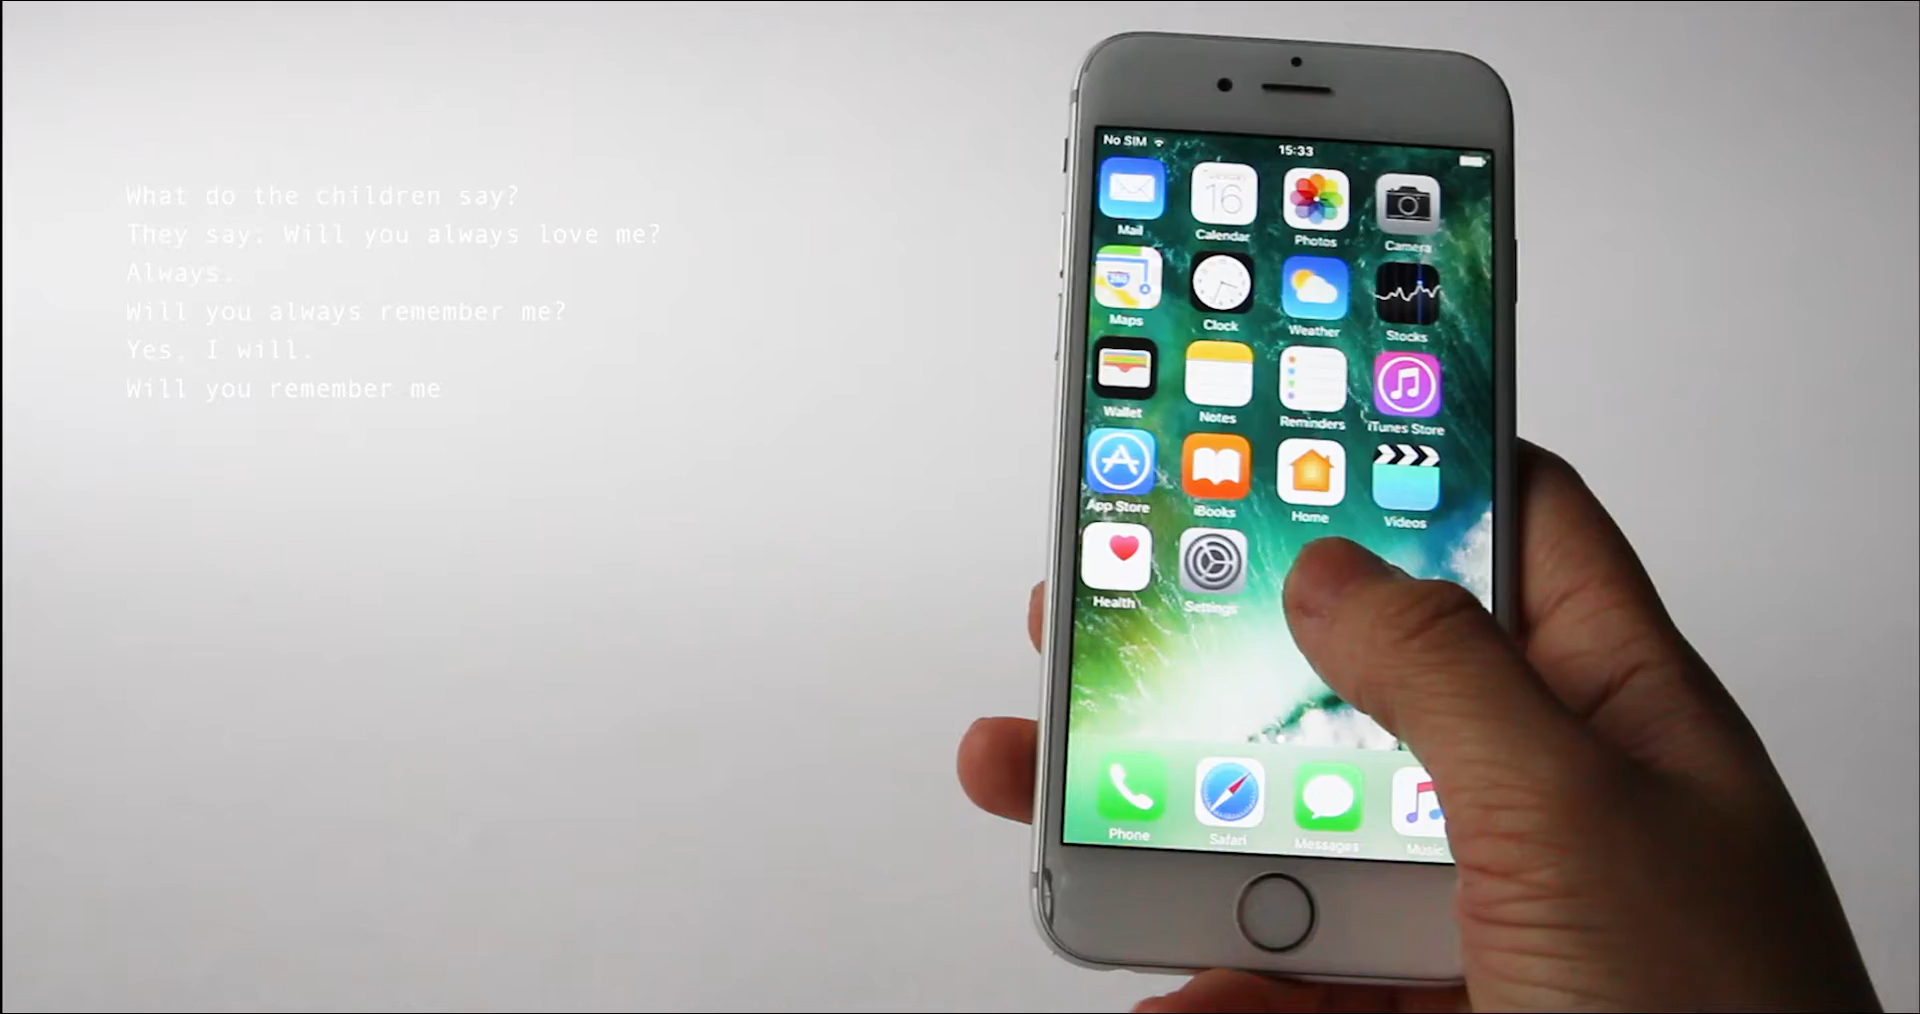 What do the children say?
They say. Will you always love me?
Always.
Will you always remember me?
Yes, I will.
Will you remember me
No SIM 15:33
16
Mail Calendar Photos Camera
280
Maps Clock Weather Stocks
Wallet Notes Reminders iTunes Store
App Store iBooks Home Videos
Health Settings
Phone Safari Messages Music